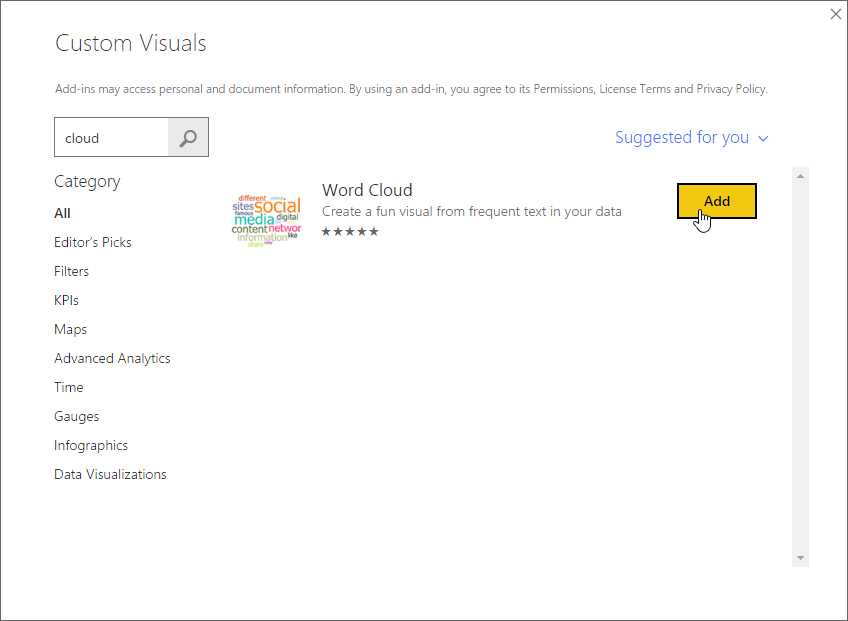 Custom Visuals
Add-ins may access personal and document information. By using an add-in, you agree to its Permissions, License Terms and Privacy Policy.
cloud
Suggested for you
Category
All
Editor’s Picks
Filters
KPIs
Maps
Advanced Analytics
Time
Gauges
Infographics
Data Visualizations
different
sites social
famous
media digital
content networ
information like
share
Word Cloud
Create a fun visual from frequent text in your data
★★★★★
Add